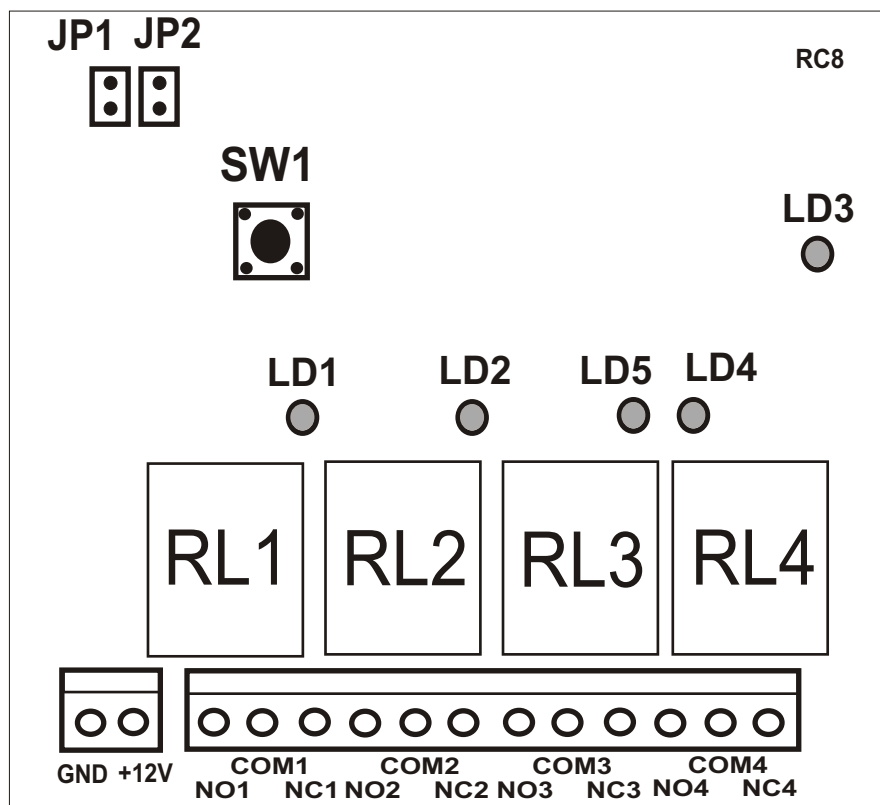 JP1 JP2
RC8
SW1
LD3
LD1 LD2 LD5 LD4
RL1 RL2 RL3 RL4
GND +12V
COM1 COM2 COM3 COM4
NO1 NC1 NO2 NC2 NO3 NC3 NO4 NC4